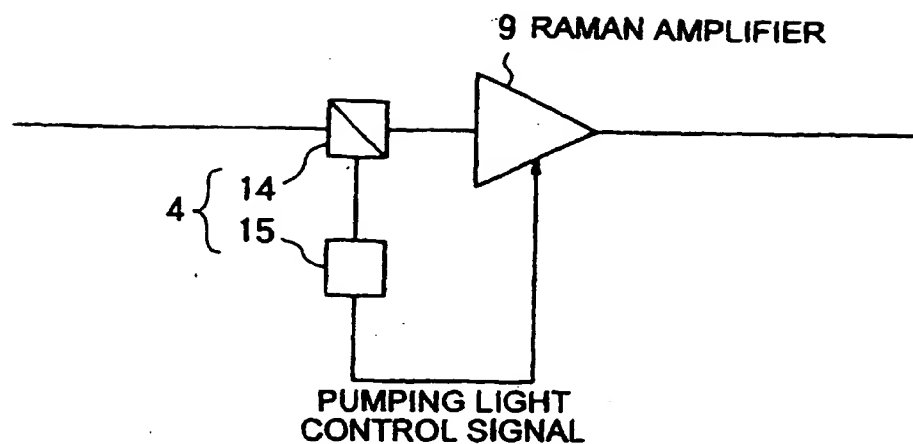 9 RAMAN AMPLIFIER
14
4
15
PUMPING LIGHT
CONTROL SIGNAL